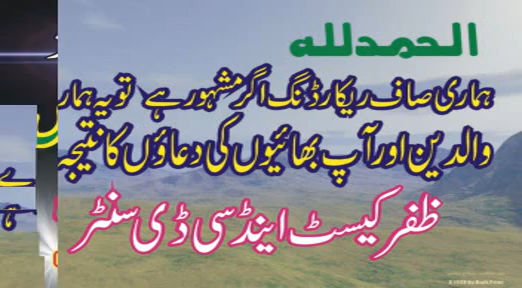 الحمدللہ
ہماری صاف ریکارڈنگ اگر مشہور ہے تو یہ ہمار
والدین اور آپ بھائیوں کی دعاؤں کا نتیجہ
ظفر کیسٹ اینڈ سی ڈی سنٹر